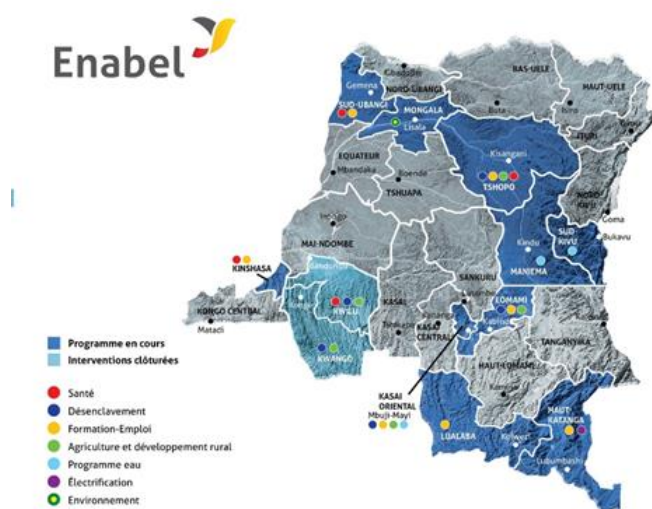 Enabel
BAS-UELE
HAUT-UELE
NORD-UBANGI
Gemena
SUD-UBANGI
MONGALA
Lisala
Buta
Isiro
ITURI
EQUATEUR
Mbandaka
Boende
TSHUAPA
Kisangani
TSHOPO
NORD
KIVU
Goma
SUD
KIVU
Bukavu
Kindu
MANIEMA
MAI-NDOMBE
SANKURU
KINSHASA
KWILU
KASAI
KONGO CENTRAL
Matadi
KWANGO
KASAI
CENTRAL
LOMAMI
TANGANYIKA
HAUT-LOMAMI
KASAI
ORIENTAL
Mbuji-Mayi
LUALABA
Kolwezi
HAUT-
KATANGA
Lubumbashi
Programme en cours
Interventions clôturées
Santé
Désenclavement
Formation-Emploi
Agriculture et développement rural
Programme eau
Électrification
Environnement